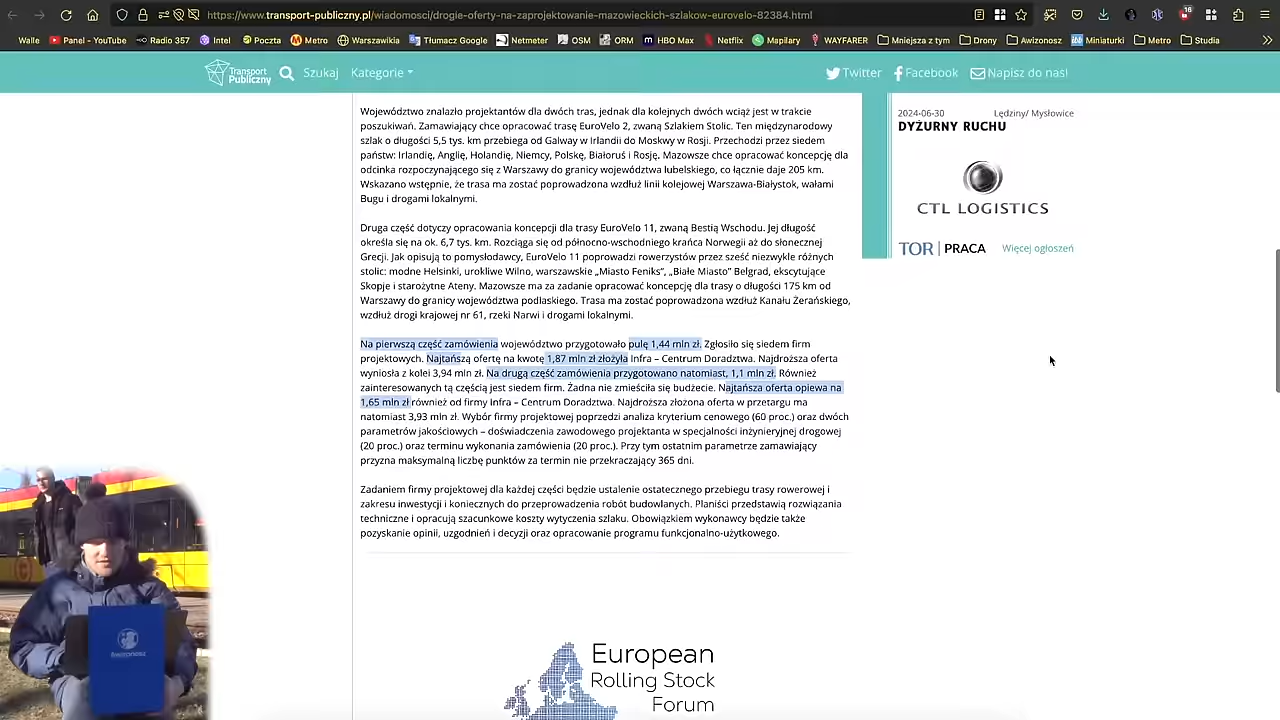 https://www.transport-publiczny.pl/wiadomosci/drogie-oferty-na-zaprojektowanie-mazowieckich-szlakow-eurovelo-82384.html
16
Walle
Panel - YouTube
Radio 357
Intel
Poczta
Metro
Warszawikia
Tłumacz Google
Netmeter
OSM
ORM
HBO Max
Netflix
Mapilary
WAYFARER
Mniejsza z tym
Drony
Awizonosz
Miniaturki
Metro
Studia
Transport
Publiczny
Szukaj
Kategorie
Twitter
Facebook
Napisz do nas!
Województwo znalazło projektantów dla dwóch tras, jednak dla kolejnych dwóch wciąż jest w trakcie
poszukiwań. Zamawiający chce opracować trasę EuroVelo 2, zwaną Szlakiem Stolic. Ten międzynarodowy
szlak o długości 5,5 tys. km przebiega od Galway w Irlandii do Moskwy w Rosji. Przechodzi przez siedem
państw: Irlandię, Anglię, Holandię, Niemcy, Polskę, Białoruś i Rosję. Mazowsze chce opracować koncepcję dla
odcinka rozpoczynającego się z Warszawy do granicy województwa lubelskiego, co łącznie daje 205 km.
Wskazano wstępnie, że trasa ma zostać poprowadzona wzdłuż linii kolejowej Warszawa-Białystok, wałami
Bugu i drogami lokalnymi.
Druga część dotyczy opracowania koncepcji dla trasy EuroVelo 11, zwaną Bestią Wschodu. Jej długość
określa się na ok. 6,7 tys. km. Rozciąga się od północno-wschodniego krańca Norwegii aż do słonecznej
Grecji. Jak opisują to pomysłodawcy, EuroVelo 11 poprowadzi rowerzystów przez sześć niezwykle różnych
stolic: modne Helsinki, urokliwe Wilno, warszawskie „Miasto Feniks”, „Białe Miasto” Belgrad, ekscytujące
Skopje i starożytne Ateny. Mazowsze ma za zadanie opracować koncepcję dla trasy o długości 175 km od
Warszawy do granicy województwa podlaskiego. Trasa ma zostać poprowadzona wzdłuż Kanału Żerańskiego,
wzdłuż drogi krajowej nr 61, rzeki Narwi i drogami lokalnymi.
Na pierwszą część zamówienia województwo przygotowało pulę 1,44 mln zł. Zgłosiło się siedem firm
projektowych. Najtańszą ofertę na kwotę 1,87 mln zł złożyła Infra – Centrum Doradztwa. Najdroższa oferta
wyniosła z kolei 3,94 mln zł. Na drugą część zamówienia przygotowano natomiast, 1,1 mln zł. Również
zainteresowanych tą częścią jest siedem firm. Żadna nie zmieściła się budżecie. Najtańsza oferta opiewa na
1,65 mln zł również od firmy Infra – Centrum Doradztwa. Najdroższa złożona oferta w przetargu ma
natomiast 3,93 mln zł. Wybór firmy projektowej poprzedzi analiza kryterium cenowego (60 proc.) oraz dwóch
parametrów jakościowych – doświadczenia zawodowego projektanta w specjalności inżynieryjnej drogowej
(20 proc.) oraz terminu wykonania zamówienia (20 proc.). Przy tym ostatnim parametrze zamawiający
przyzna maksymalną liczbę punktów za termin nie przekraczający 365 dni.
Zadaniem firmy projektowej dla każdej części będzie ustalenie ostatecznego przebiegu trasy rowerowej i
zakresu inwestycji i koniecznych do przeprowadzenia robót budowlanych. Planiści przedstawią rozwiązania
techniczne i opracują szacunkowe koszty wytyczenia szlaku. Obowiązkiem wykonawcy będzie także
pozyskanie opinii, uzgodnień i decyzji oraz opracowanie programu funkcjonalno-użytkowego.
2024-06-30
Lędziny/ Mysłowice
DYŻURNY RUCHU
CTL LOGISTICS
TOR | PRACA
Więcej ogłoszeń
European
Rolling Stock
Forum
awizonosz